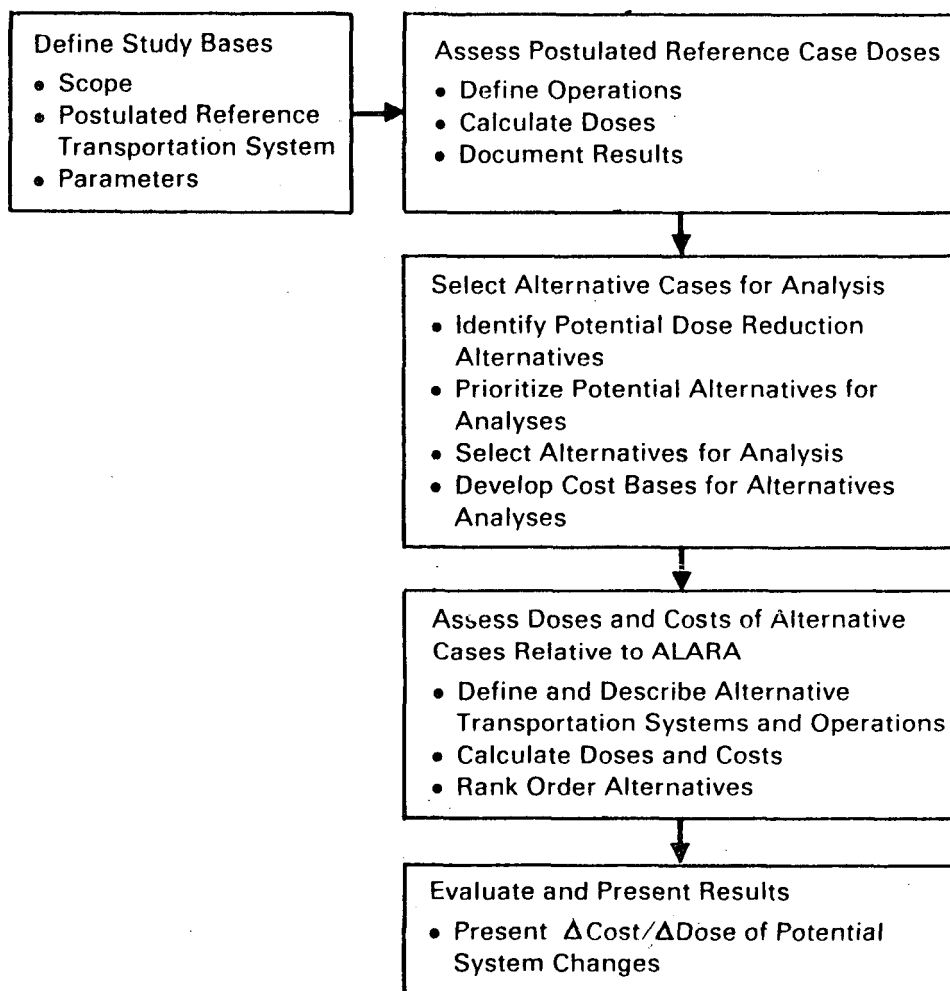 Define Study Bases
• Scope
• Postulated Reference
Transportation System
• Parameters
Assess Postulated Reference Case Doses
• Define Operations
• Calculate Doses
• Document Results
Select Alternative Cases for Analysis
• Identify Potential Dose Reduction
Alternatives
• Prioritize Potential Alternatives for
Analyses
• Select Alternatives for Analysis
• Develop Cost Bases for Alternatives
Analyses
Assess Doses and Costs of Alternative
Cases Relative to ALARA
• Define and Describe Alternative
Transportation Systems and Operations
• Calculate Doses and Costs
• Rank Order Alternatives
Evaluate and Present Results
• Present ΔCost/ΔDose of Potential
System Changes